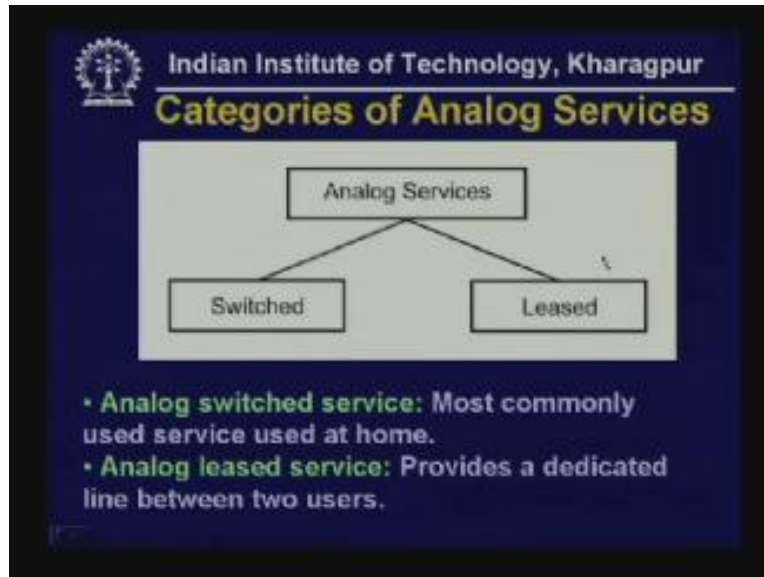 Indian Institute of Technology, Kharagpur
Categories of Analog Services
Analog Services
Switched
Leased
• Analog switched service: Most commonly
used service used at home.
• Analog leased service: Provides a dedicated
line between two users.